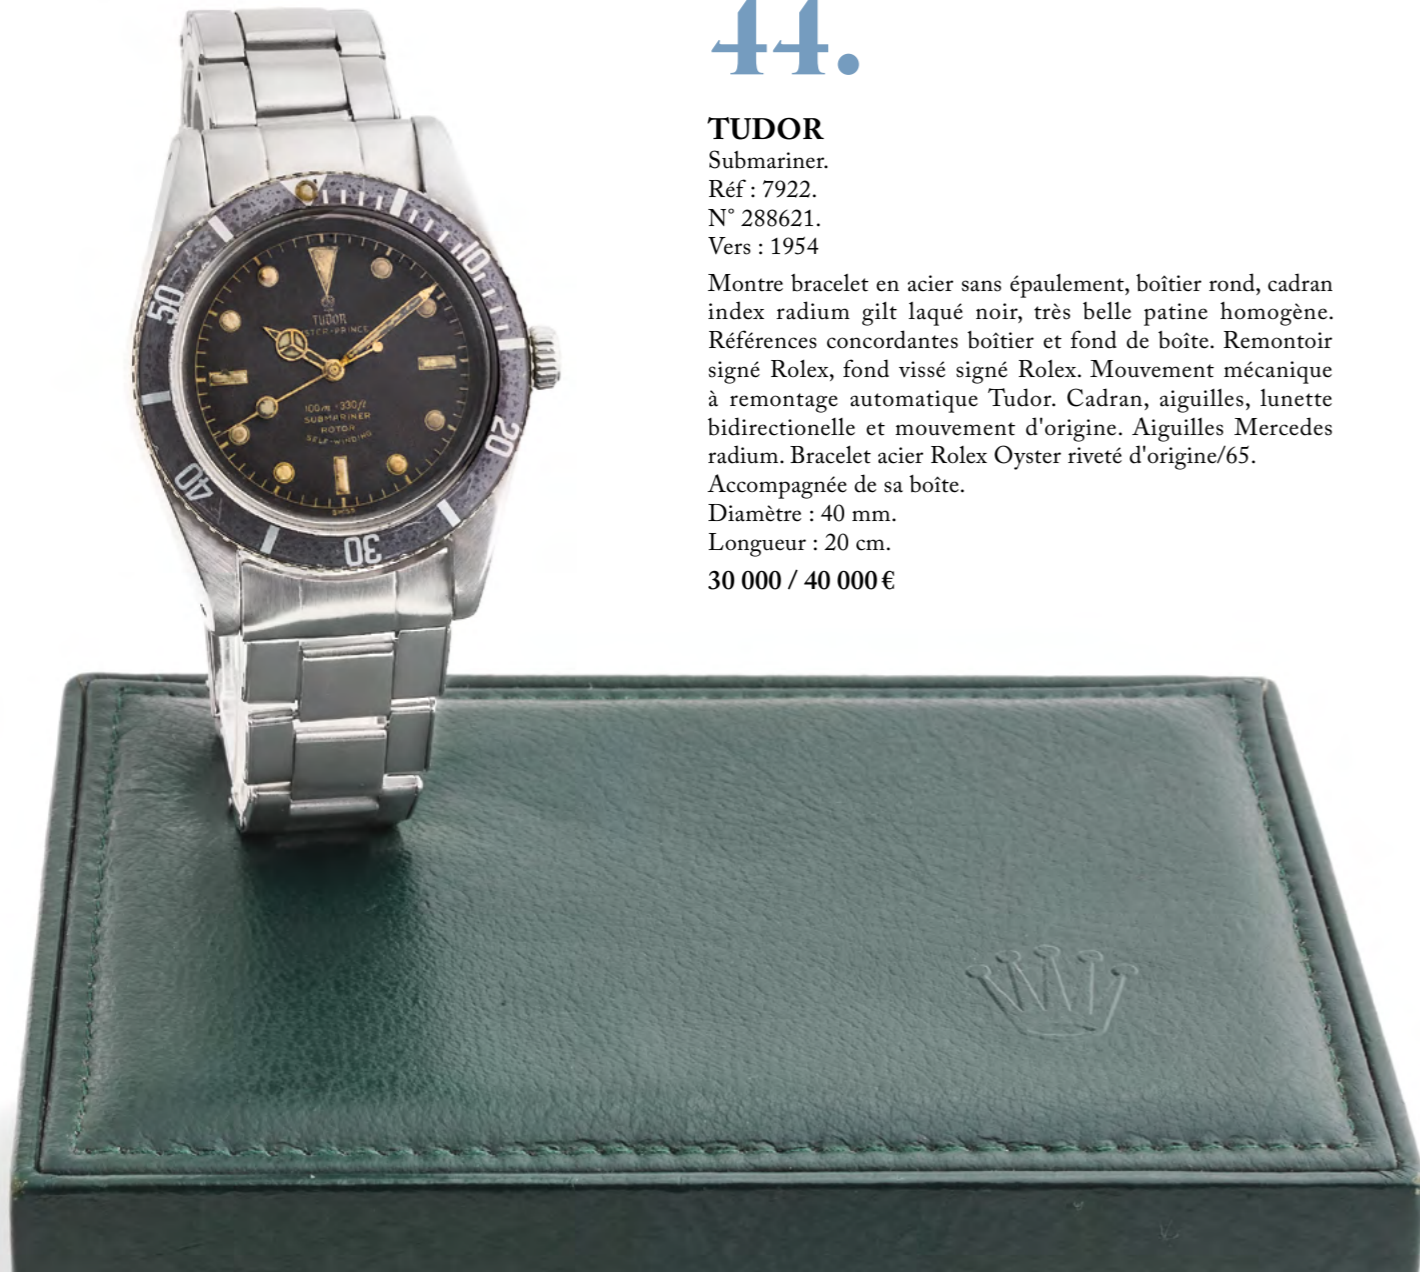 44.
TUDOR
Submariner.
Réf : 7922.
N° 288621.
Vers : 1954
Montre bracelet en acier sans épaulement, boîtier rond, cadran
index radium gilt laqué noir, très belle patine homogène.
Références concordantes boîtier et fond de boîte. Remontoir
signé Rolex, fond vissé signé Rolex. Mouvement mécanique
à remontage automatique Tudor. Cadran, aiguilles, lunette
bidirectionelle et mouvement d'origine. Aiguilles Mercedes
radium. Bracelet acier Rolex Oyster riveté d'origine/65.
Accompagnée de sa boîte.
Diamètre : 40 mm.
Longueur : 20 cm.
30 000 / 40 000 €
10
20
30
40
50
TUDOR
PRINCE
100m - 330ft
SUBMARINER
ROTOR
SELF-WINDING
SWISS